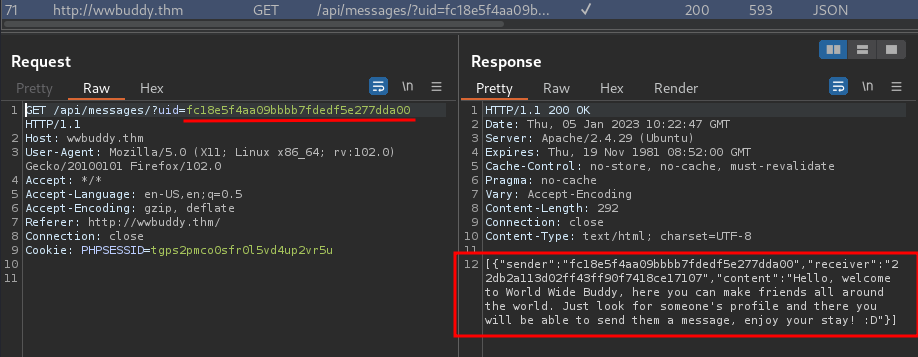 71 http://wwbuddy.thm GET /api/messages/?uid=fc18e5f4aa09b... ✓ 200 593 JSON
Request
Pretty Raw Hex
\n
1 GET /api/messages/?uid=fc18e5f4aa09bbbb7fdedf5e277dda00
HTTP/1.1
2 Host: wwbuddy.thm
3 User-Agent: Mozilla/5.0 (X11; Linux x86_64; rv:102.0)
Gecko/20100101 Firefox/102.0
4 Accept: */*
5 Accept-Language: en-US,en;q=0.5
6 Accept-Encoding: gzip, deflate
7 Referer: http://wwbuddy.thm/
8 Connection: close
9 Cookie: PHPSESSID=tgps2pmco0sfr0l5vd4up2vr5u
10
11
Response
Pretty Raw Hex Render
\n
1 HTTP/1.1 200 OK
2 Date: Thu, 05 Jan 2023 10:22:47 GMT
3 Server: Apache/2.4.29 (Ubuntu)
4 Expires: Thu, 19 Nov 1981 08:52:00 GMT
5 Cache-Control: no-store, no-cache, must-revalidate
6 Pragma: no-cache
7 Vary: Accept-Encoding
8 Content-Length: 292
9 Connection: close
10 Content-Type: text/html; charset=UTF-8
11
12 [{"sender":"fc18e5f4aa09bbbb7fdedf5e277dda00","receiver":"2
2db2a113d02ff43ff90f7418ce17107","content":"Hello, welcome
to World Wide Buddy, here you can make friends all around
the world. Just look for someone's profile and there you
will be able to send them a message, enjoy your stay! :D"}]